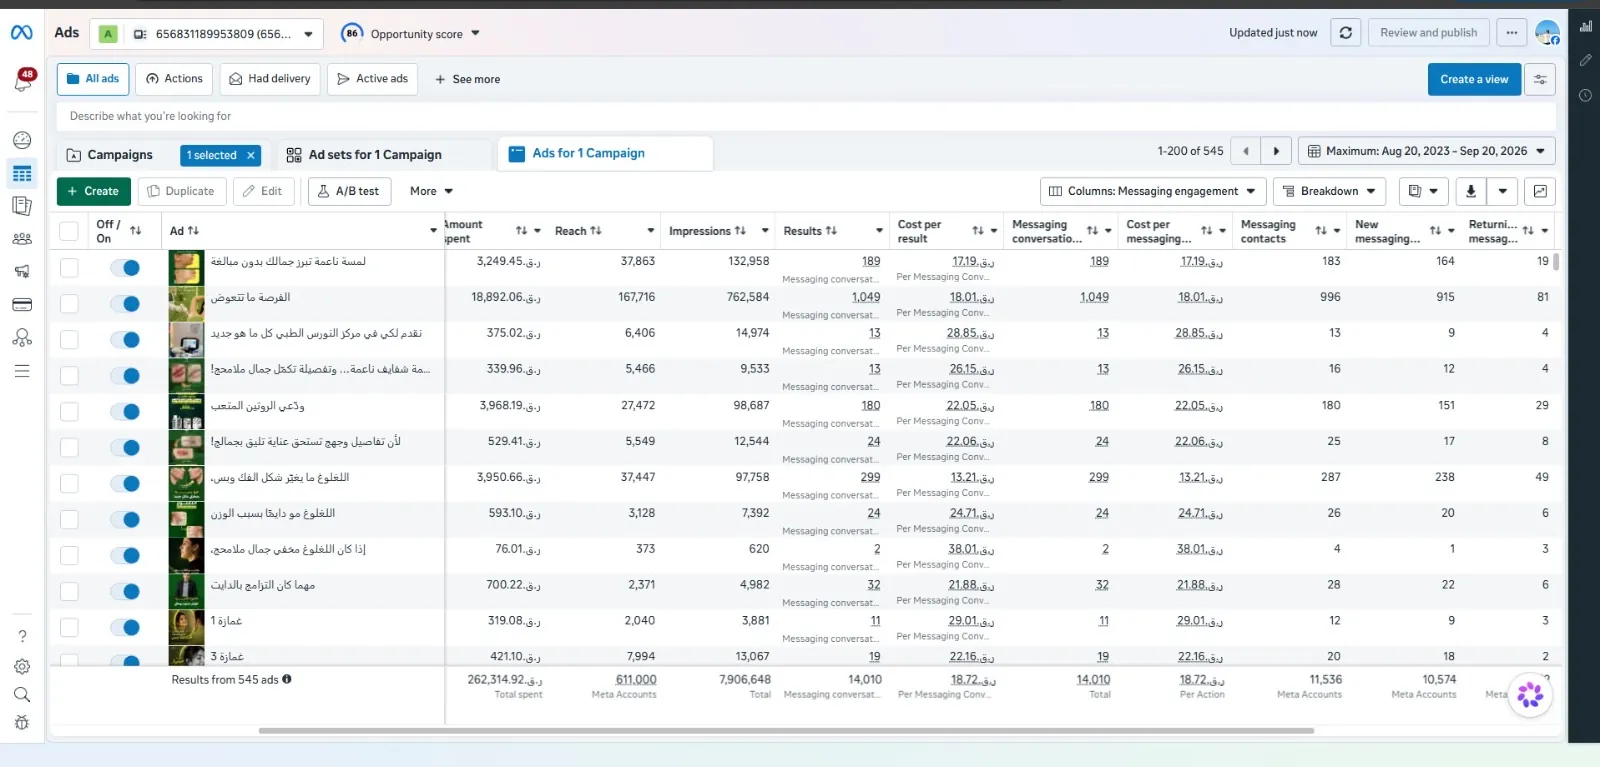 Ads
A
656831189953809 (656...
86
Opportunity score
Updated just now
Review and publish
48
All ads
Actions
Had delivery
Active ads
+ See more
Create a view
Describe what you're looking for
Campaigns
1 selected ×
Ad sets for 1 Campaign
Ads for 1 Campaign
1-200 of 545
Maximum: Aug 20, 2023 – Sep 20, 2026
+ Create
Duplicate
Edit
A/B test
More
Columns: Messaging engagement
Breakdown
Off / On
Ad
Amount spent
Reach
Impressions
Results
Cost per result
Messaging conversatio...
Cost per messaging...
Messaging contacts
New messaging...
Returni... messag...
لمسة ناعمة تبرز جمالك بدون مبالغة
ر.ق.3,249.45 37,863 132,958 189 ر.ق.17.19 189 ر.ق.17.19 183 164 19
Messaging conversat... Per Messaging Conv...
الفرصة ما تتعوض
ر.ق.18,892.06 167,716 762,584 1,049 ر.ق.18.01 1,049 ر.ق.18.01 996 915 81
Messaging conversat... Per Messaging Conv...
نقدم لكي في مركز النورس الطبي كل ما هو جديد
ر.ق.375.02 6,406 14,974 13 ر.ق.28.85 13 ر.ق.28.85 13 9 4
Messaging conversat... Per Messaging Conv...
...مة شفايف ناعمة... وتفصيلة تكمّل جمال ملامحج!
ر.ق.339.96 5,466 9,533 13 ر.ق.26.15 13 ر.ق.26.15 16 12 4
Messaging conversat... Per Messaging Conv...
ودّعي الروتين المتعب
ر.ق.3,968.19 27,472 98,687 180 ر.ق.22.05 180 ر.ق.22.05 180 151 29
Messaging conversat... Per Messaging Conv...
لأن تفاصيل وجهج تستحق عناية تليق بجمالج!
ر.ق.529.41 5,549 12,544 24 ر.ق.22.06 24 ر.ق.22.06 25 17 8
Messaging conversat... Per Messaging Conv...
اللغلوغ ما يغيّر شكل الفك وبس،
ر.ق.3,950.66 37,447 97,758 299 ر.ق.13.21 299 ر.ق.13.21 287 238 49
Messaging conversat... Per Messaging Conv...
اللغلوغ مو دايمًا بسبب الوزن
ر.ق.593.10 3,128 7,392 24 ر.ق.24.71 24 ر.ق.24.71 26 20 6
Messaging conversat... Per Messaging Conv...
إذا كان اللغلوغ مخفي جمال ملامحج،
ر.ق.76.01 373 620 2 ر.ق.38.01 2 ر.ق.38.01 4 1 3
Messaging conversat... Per Messaging Conv...
مهما كان التزامج بالدايت
ر.ق.700.22 2,371 4,982 32 ر.ق.21.88 32 ر.ق.21.88 28 22 6
Messaging conversat... Per Messaging Conv...
غمازة 1
ر.ق.319.08 2,040 3,881 11 ر.ق.29.01 11 ر.ق.29.01 12 9 3
Messaging conversat... Per Messaging Conv...
غمازة 3
ر.ق.421.10 7,994 13,067 19 ر.ق.22.16 19 ر.ق.22.16 20 18 2
Results from 545 ads
ر.ق.262,314.92 611,000 7,906,648 14,010 ر.ق.18.72 14,010 ر.ق.18.72 11,536 10,574
Total spent Meta Accounts Total Messaging conversat... Per Messaging Conv... Total Per Action Meta Accounts Meta Accounts Meta